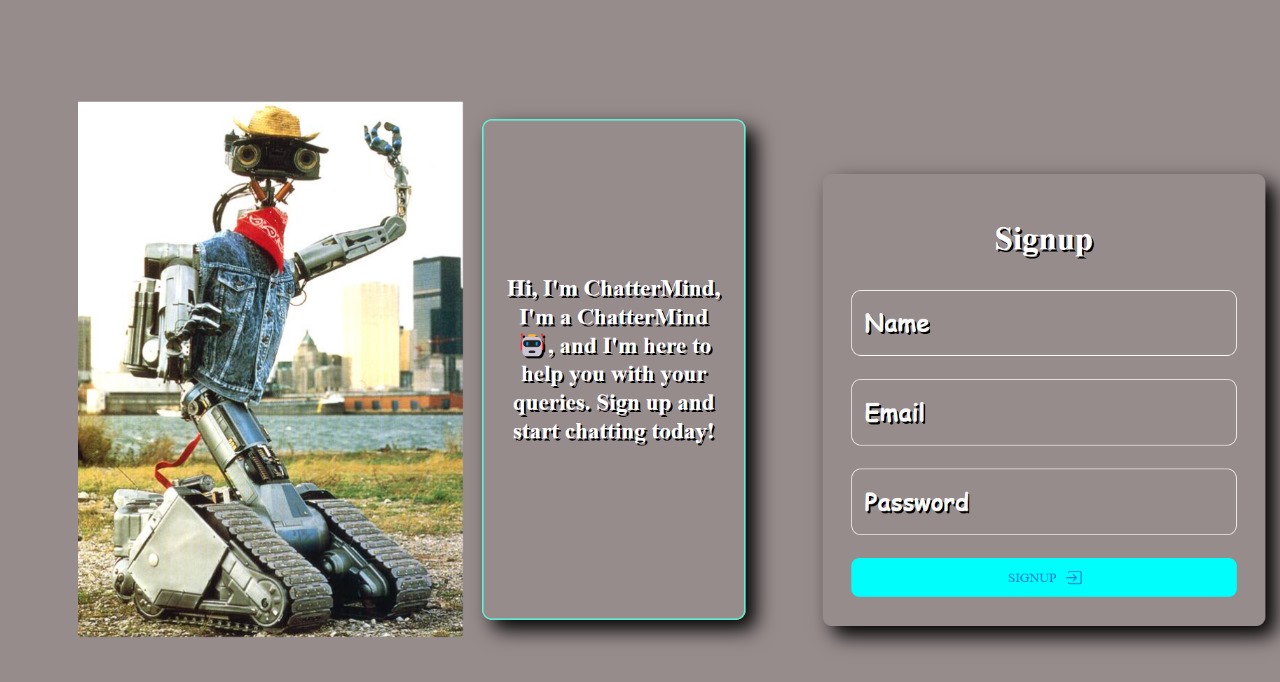 Hi, I'm ChatterMind,
I'm a ChatterMind
🤖, and I'm here to
help you with your
queries. Sign up and
start chatting today!
Signup
Name
Email
Password
SIGNUP